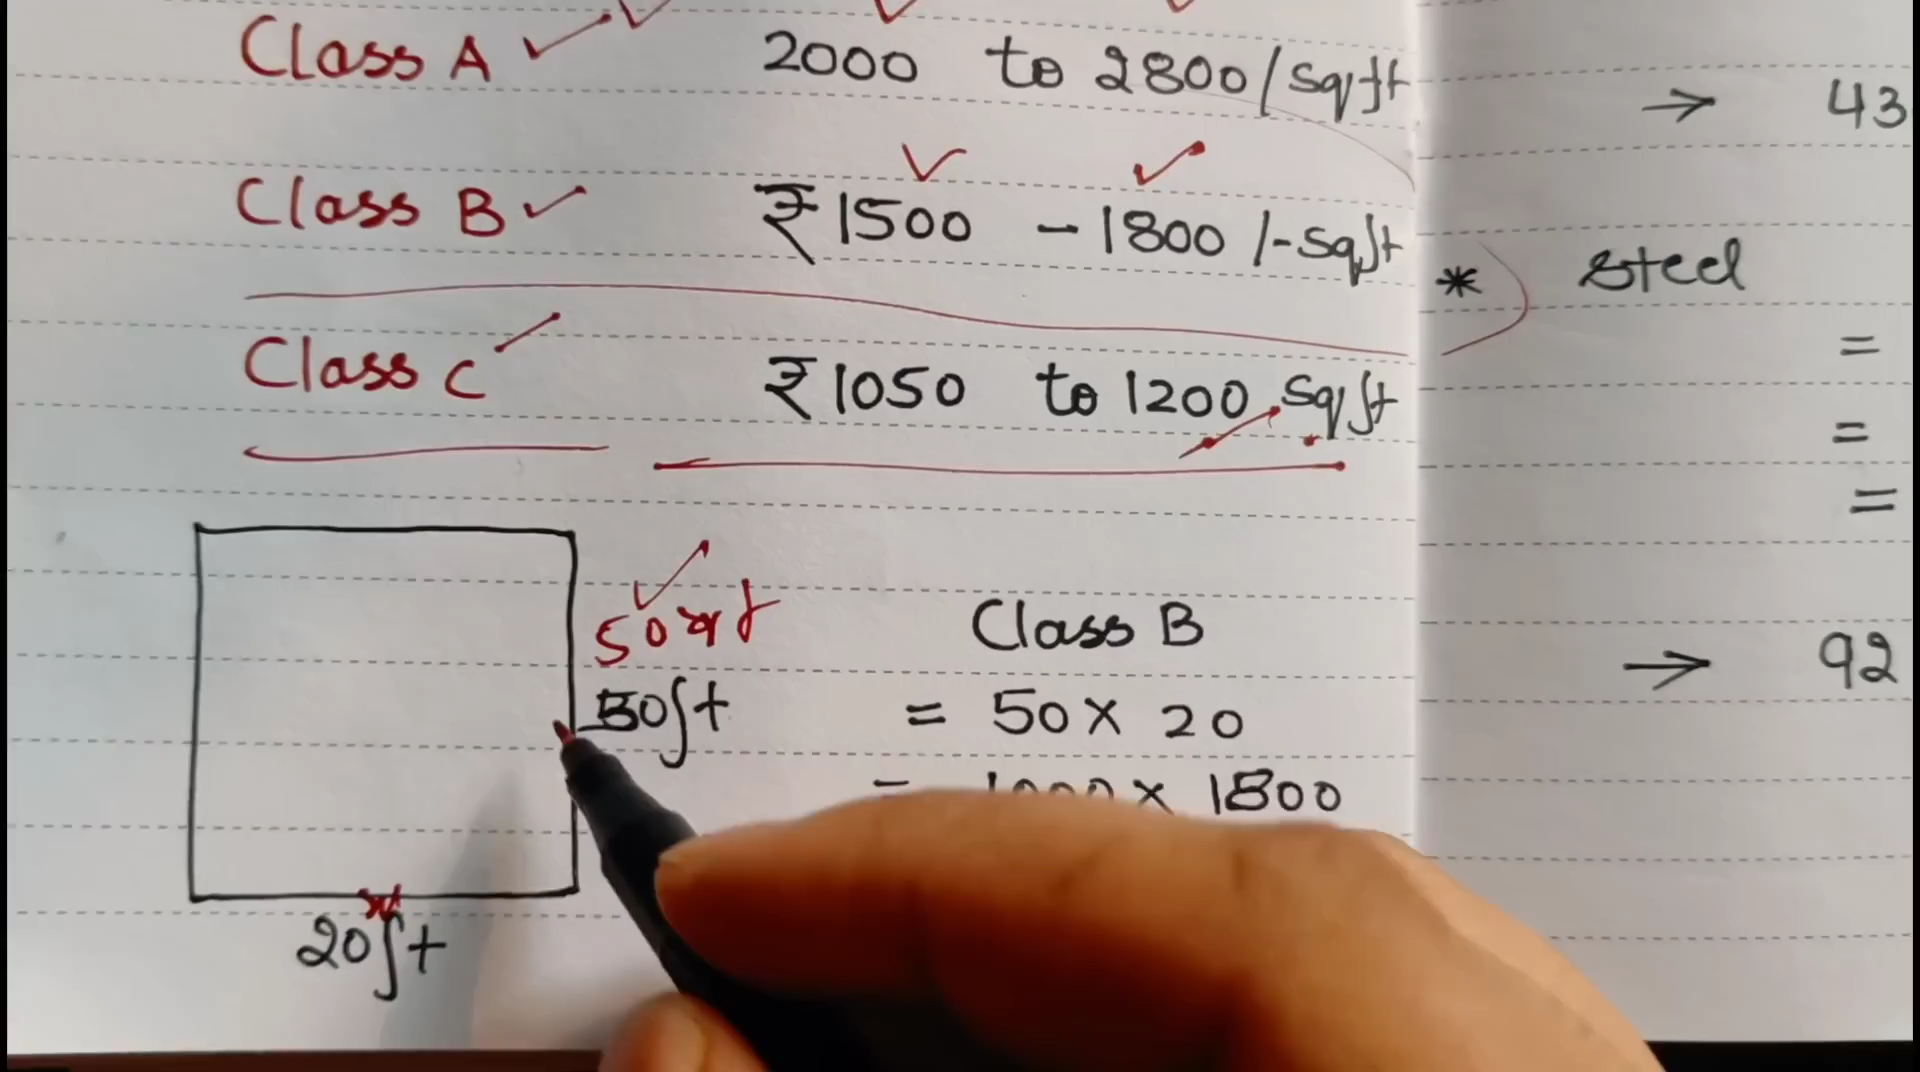 Class A 2000 to 2800/sqft
Class B ₹1500 - 1800/-sqft
Class C ₹1050 to 1200 sqft
50
50ft
20ft
Class B
= 50 x 20
= 1000 x 1800
→ 43
* Steel
=
=
=
→ 92